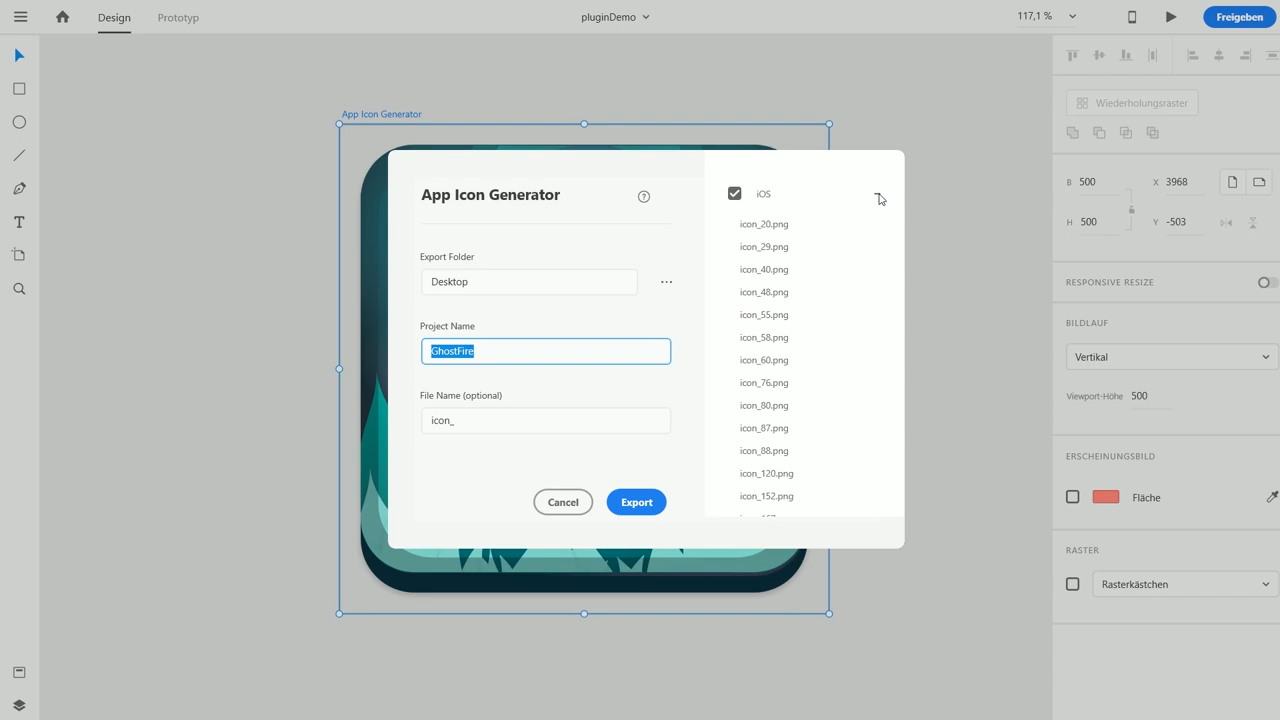 Design
Prototyp
pluginDemo
117,1 %
Freigeben
App Icon Generator
App Icon Generator
Export Folder
Desktop
Project Name
GhostFire
File Name (optional)
icon_
Cancel
Export
iOS
icon_20.png
icon_29.png
icon_40.png
icon_48.png
icon_55.png
icon_58.png
icon_60.png
icon_76.png
icon_80.png
icon_87.png
icon_88.png
icon_120.png
icon_152.png
Wiederholungsraster
B 500
X 3968
H 500
Y -503
RESPONSIVE RESIZE
BILDLAUF
Vertikal
Viewport-Höhe 500
ERSCHEINUNGSBILD
Fläche
RASTER
Rasterkästchen